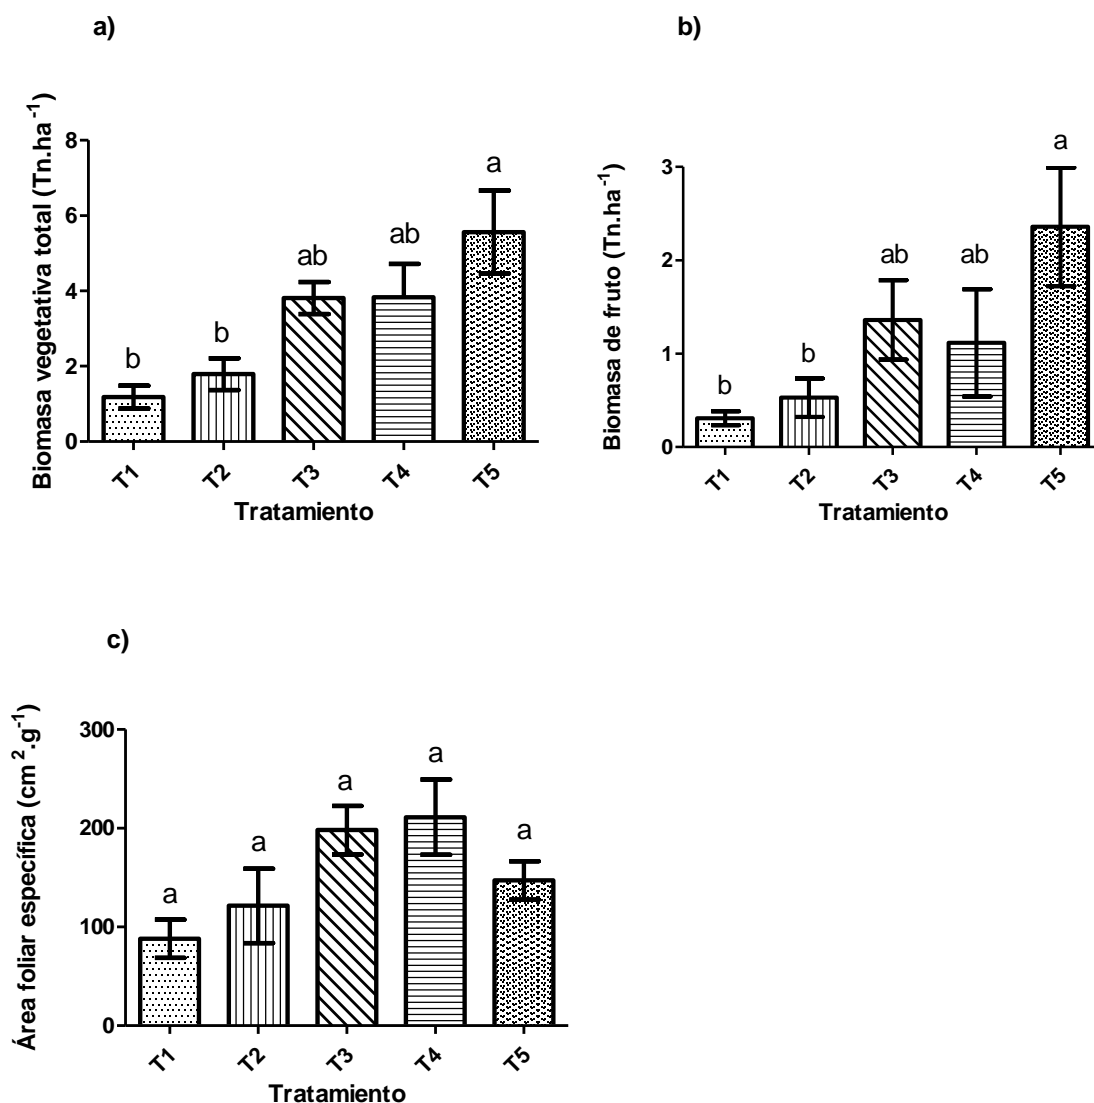 a)
Biomasa vegetativa total (Tn.ha⁻¹)
8
6
4
2
0
b
b
ab
ab
a
T1
T2
T3
T4
T5
Tratamiento
b)
Biomasa de fruto (Tn.ha⁻¹)
3
2
1
0
b
b
ab
ab
a
T1
T2
T3
T4
T5
Tratamiento
c)
Área foliar específica (cm².g⁻¹)
300
200
100
0
a
a
a
a
a
T1
T2
T3
T4
T5
Tratamiento